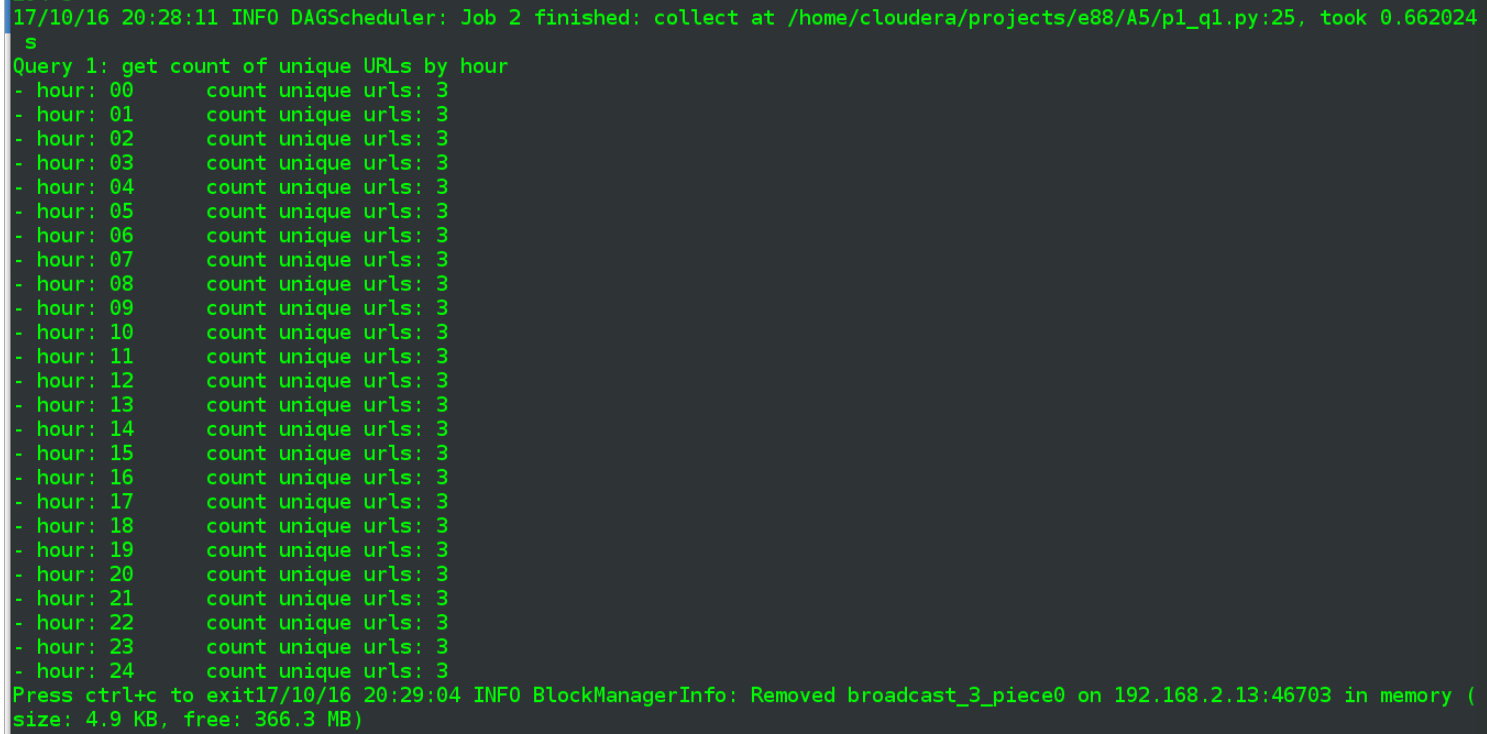 17/10/16 20:28:11 INFO DAGScheduler: Job 2 finished: collect at /home/cloudera/projects/e88/A5/p1_q1.py:25, took 0.662024
s
Query 1: get count of unique URLs by hour
- hour: 00 count unique urls: 3
- hour: 01 count unique urls: 3
- hour: 02 count unique urls: 3
- hour: 03 count unique urls: 3
- hour: 04 count unique urls: 3
- hour: 05 count unique urls: 3
- hour: 06 count unique urls: 3
- hour: 07 count unique urls: 3
- hour: 08 count unique urls: 3
- hour: 09 count unique urls: 3
- hour: 10 count unique urls: 3
- hour: 11 count unique urls: 3
- hour: 12 count unique urls: 3
- hour: 13 count unique urls: 3
- hour: 14 count unique urls: 3
- hour: 15 count unique urls: 3
- hour: 16 count unique urls: 3
- hour: 17 count unique urls: 3
- hour: 18 count unique urls: 3
- hour: 19 count unique urls: 3
- hour: 20 count unique urls: 3
- hour: 21 count unique urls: 3
- hour: 22 count unique urls: 3
- hour: 23 count unique urls: 3
- hour: 24 count unique urls: 3
Press ctrl+c to exit17/10/16 20:29:04 INFO BlockManagerInfo: Removed broadcast_3_piece0 on 192.168.2.13:46703 in memory (
size: 4.9 KB, free: 366.3 MB)